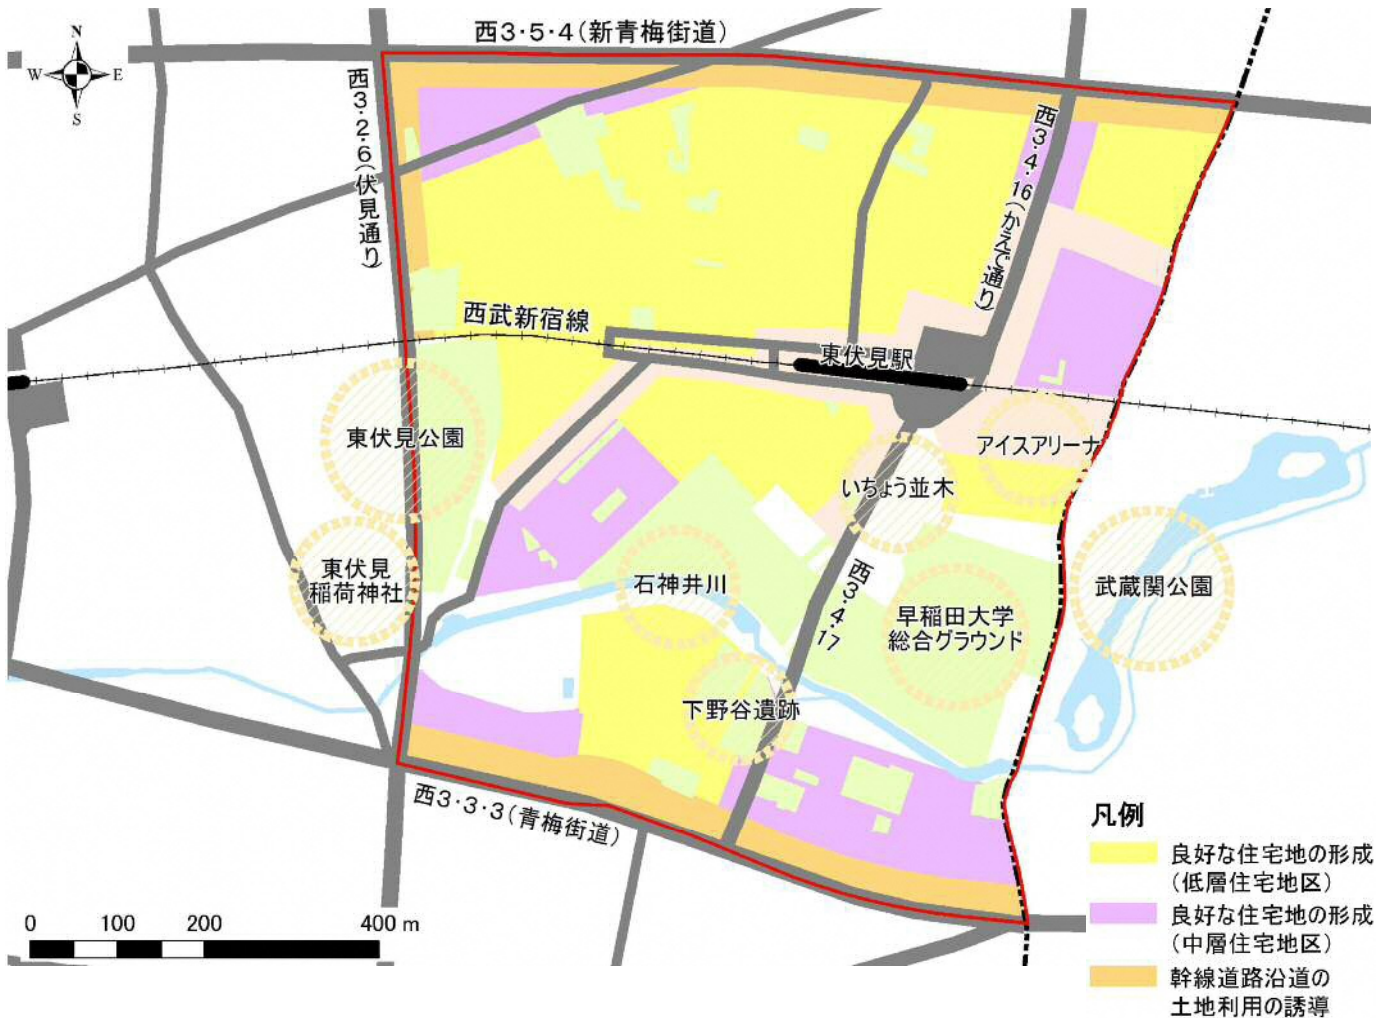 西3・5・4(新青梅街道)
N
W
E
S
西3・2・6(伏見通り)
西3・4・16(かえで通り)
西武新宿線
東伏見駅
東伏見公園
アイスアリーナ
いちょう並木
東伏見
稲荷神社
石神井川
西3・4・17
早稲田大学
総合グラウンド
武蔵関公園
下野谷遺跡
西3・3・3(青梅街道)
凡例
良好な住宅地の形成
(低層住宅地区)
良好な住宅地の形成
(中層住宅地区)
幹線道路沿道の
土地利用の誘導
0 100 200 400 m